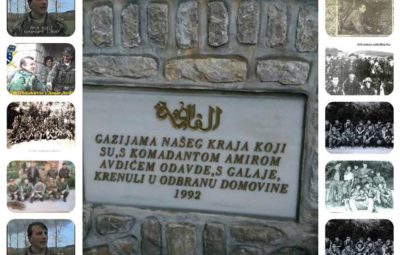 الفاتحة
GAZIJAMA NAŠEG KRAJA KOJI
SU,S KOMADANTOM AMIROM
AVDIĆEM ODAVDE,S GALAJE,
KRENULI U ODBRANU DOMOVINE
1992